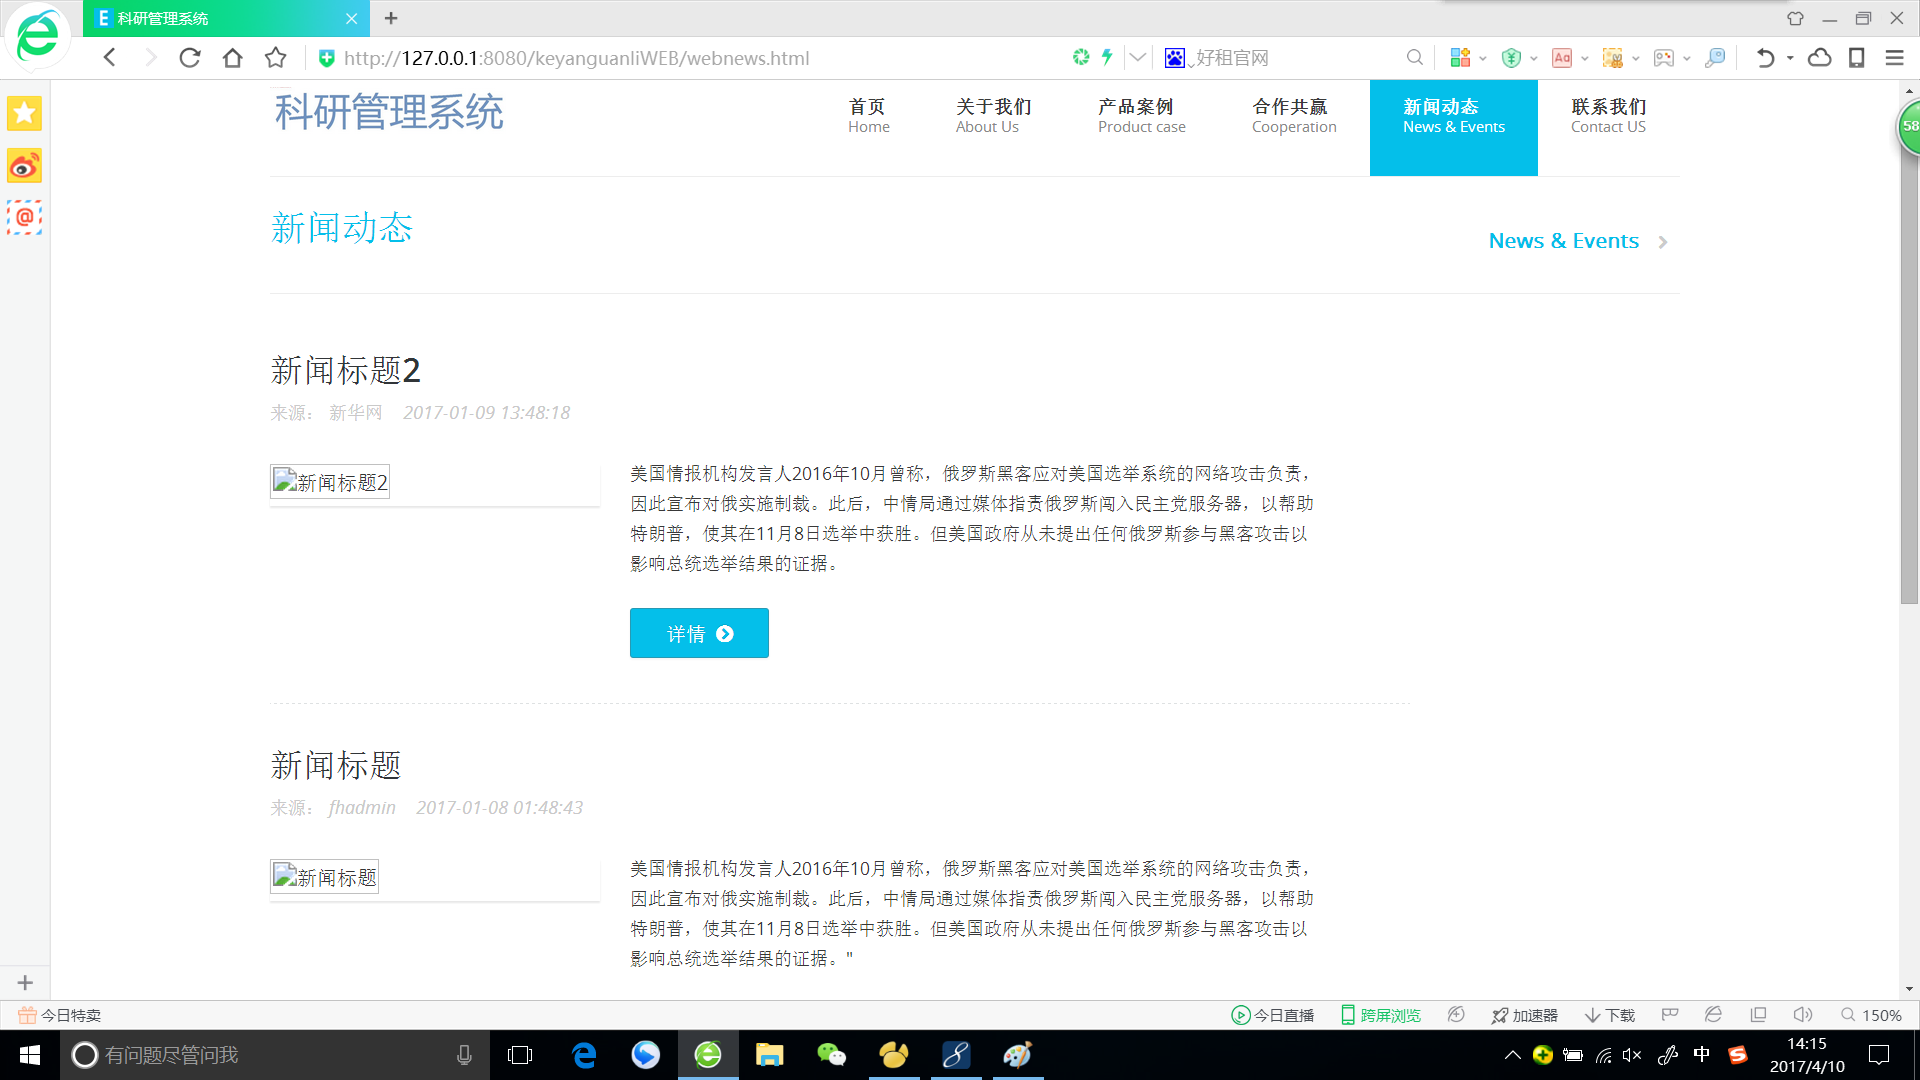 科研管理系统
http://127.0.0.1:8080/keyanguanliWEB/webnews.html
好租官网
科研管理系统
首页
Home
关于我们
About Us
产品案例
Product case
合作共赢
Cooperation
新闻动态
News & Events
联系我们
Contact US
58
新闻动态
News & Events
新闻标题2
来源： 新华网 2017-01-09 13:48:18
新闻标题2
美国情报机构发言人2016年10月曾称，俄罗斯黑客应对美国选举系统的网络攻击负责，
因此宣布对俄实施制裁。此后，中情局通过媒体指责俄罗斯闯入民主党服务器，以帮助
特朗普，使其在11月8日选举中获胜。但美国政府从未提出任何俄罗斯参与黑客攻击以
影响总统选举结果的证据。
详情
新闻标题
来源： fhadmin 2017-01-08 01:48:43
新闻标题
美国情报机构发言人2016年10月曾称，俄罗斯黑客应对美国选举系统的网络攻击负责，
因此宣布对俄实施制裁。此后，中情局通过媒体指责俄罗斯闯入民主党服务器，以帮助
特朗普，使其在11月8日选举中获胜。但美国政府从未提出任何俄罗斯参与黑客攻击以
影响总统选举结果的证据。"
今日特卖
今日直播
跨屏浏览
加速器
下载
150%
有问题尽管问我
中
14:15
2017/4/10